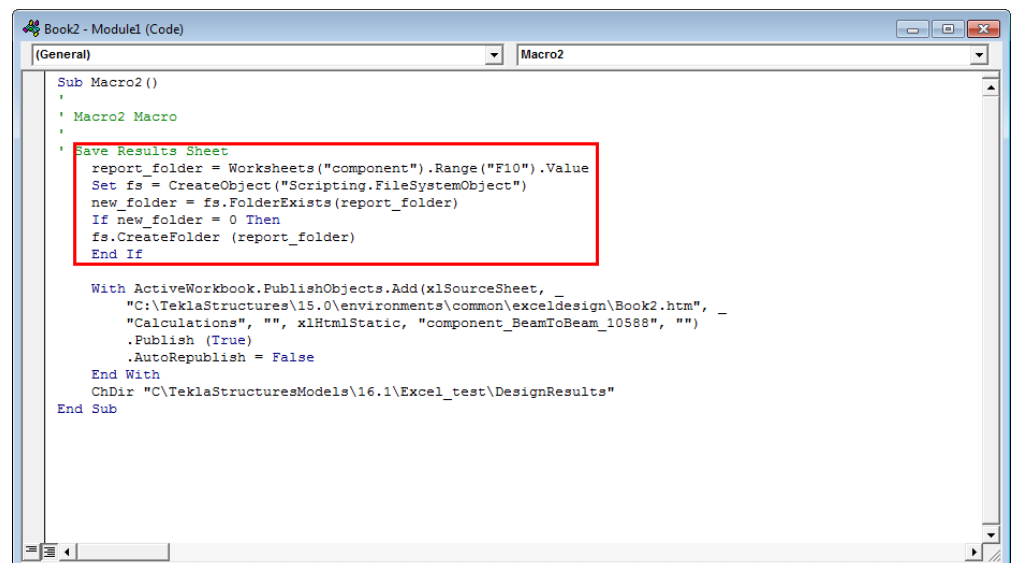 Book2 - Module1 (Code)
(General) Macro2
Sub Macro2()
'
' Macro2 Macro
'
' Save Results Sheet
report_folder = Worksheets("component").Range("F10").Value
Set fs = CreateObject("Scripting.FileSystemObject")
new_folder = fs.FolderExists(report_folder)
If new_folder = 0 Then
fs.CreateFolder (report_folder)
End If
With ActiveWorkbook.PublishObjects.Add(xlSourceSheet, _
"C:\TeklaStructures\15.0\environments\common\exceldesign\Book2.htm", _
"Calculations", "", xlHtmlStatic, "component_BeamToBeam_10588", "")
.Publish (True)
.AutoRepublish = False
End With
ChDir "C\TeklaStructuresModels\16.1\Excel_test\DesignResults"
End Sub